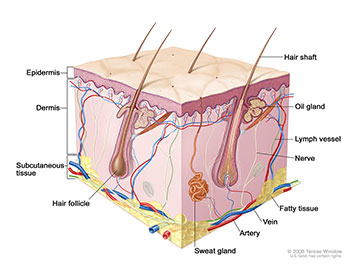 Hair shaft
Epidermis
Dermis
Oil gland
Lymph vessel
Nerve
Subcutaneous
tissue
Hair follicle
Fatty tissue
Vein
Artery
Sweat gland
© 2008 Terese Winslow
U.S. Govt. has certain rights